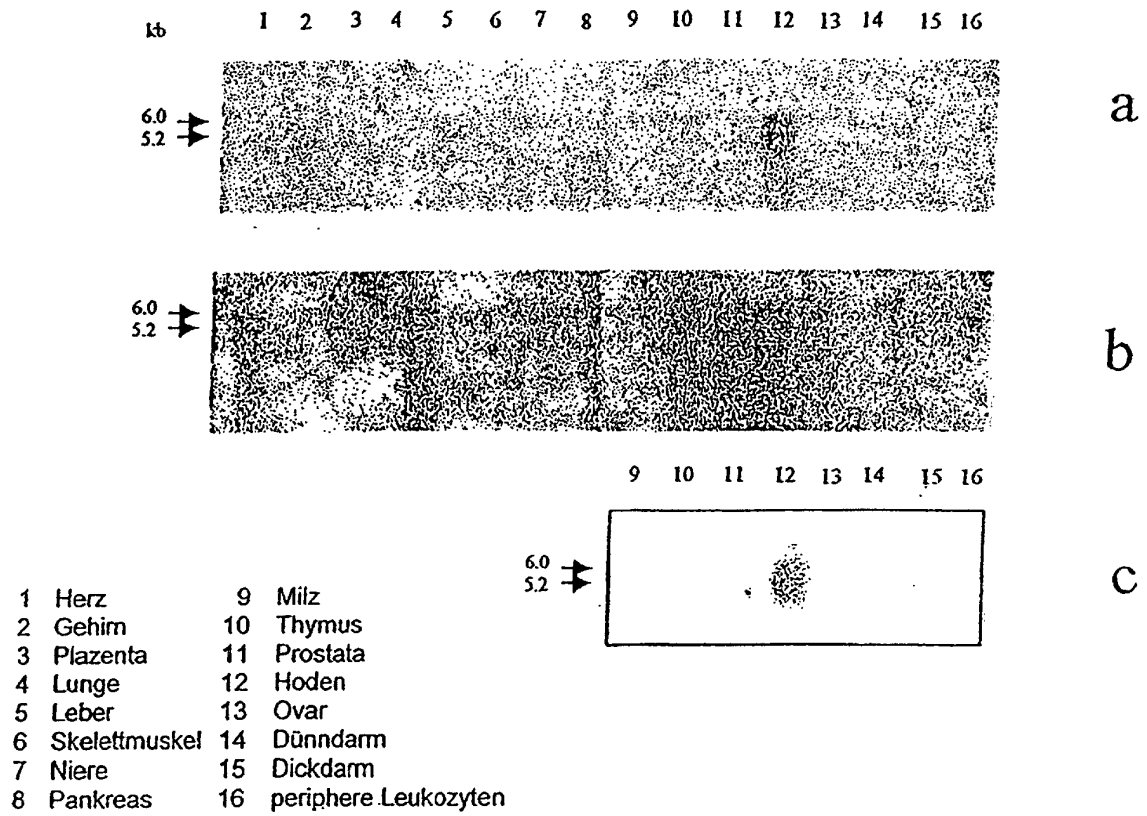 kb 1 2 3 4 5 6 7 8 9 10 11 12 13 14 15 16
6.0
5.2
a
6.0
5.2
b
9 10 11 12 13 14 15 16
6.0
5.2
c
1 Herz 9 Milz
2 Gehirn 10 Thymus
3 Plazenta 11 Prostata
4 Lunge 12 Hoden
5 Leber 13 Ovar
6 Skelettmuskel 14 Dünndarm
7 Niere 15 Dickdarm
8 Pankreas 16 periphere Leukozyten